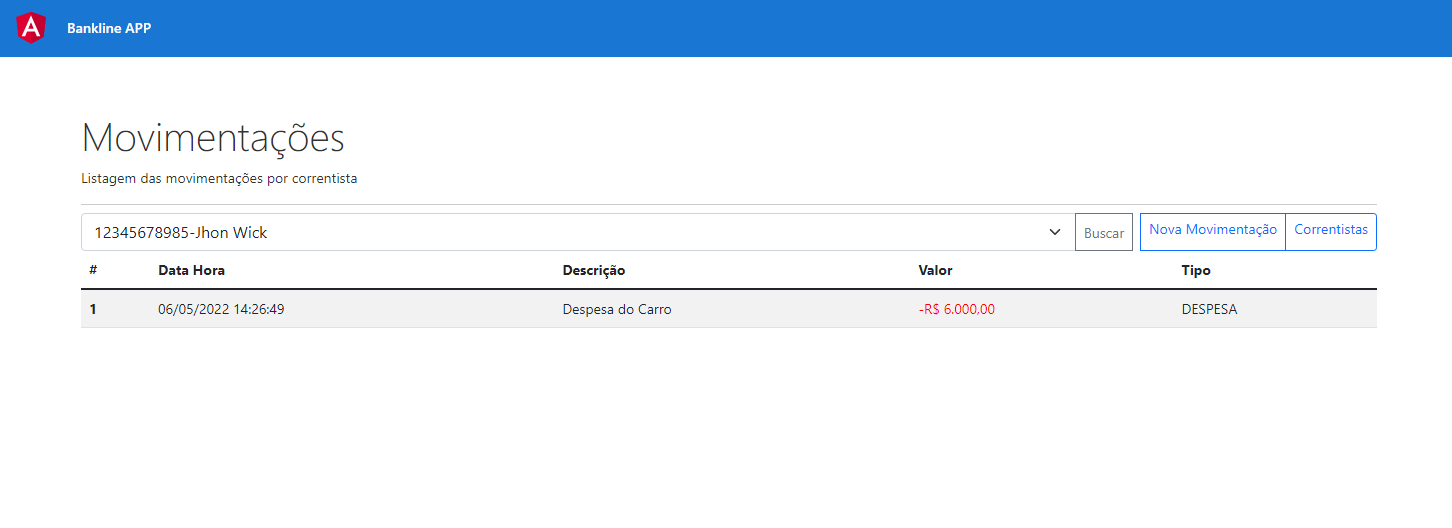 A
Bankline APP
Movimentações
Listagem das movimentações por correntista
12345678985-Jhon Wick Buscar Nova Movimentação Correntistas
# Data Hora Descrição Valor Tipo
1 06/05/2022 14:26:49 Despesa do Carro -R$ 6.000,00 DESPESA